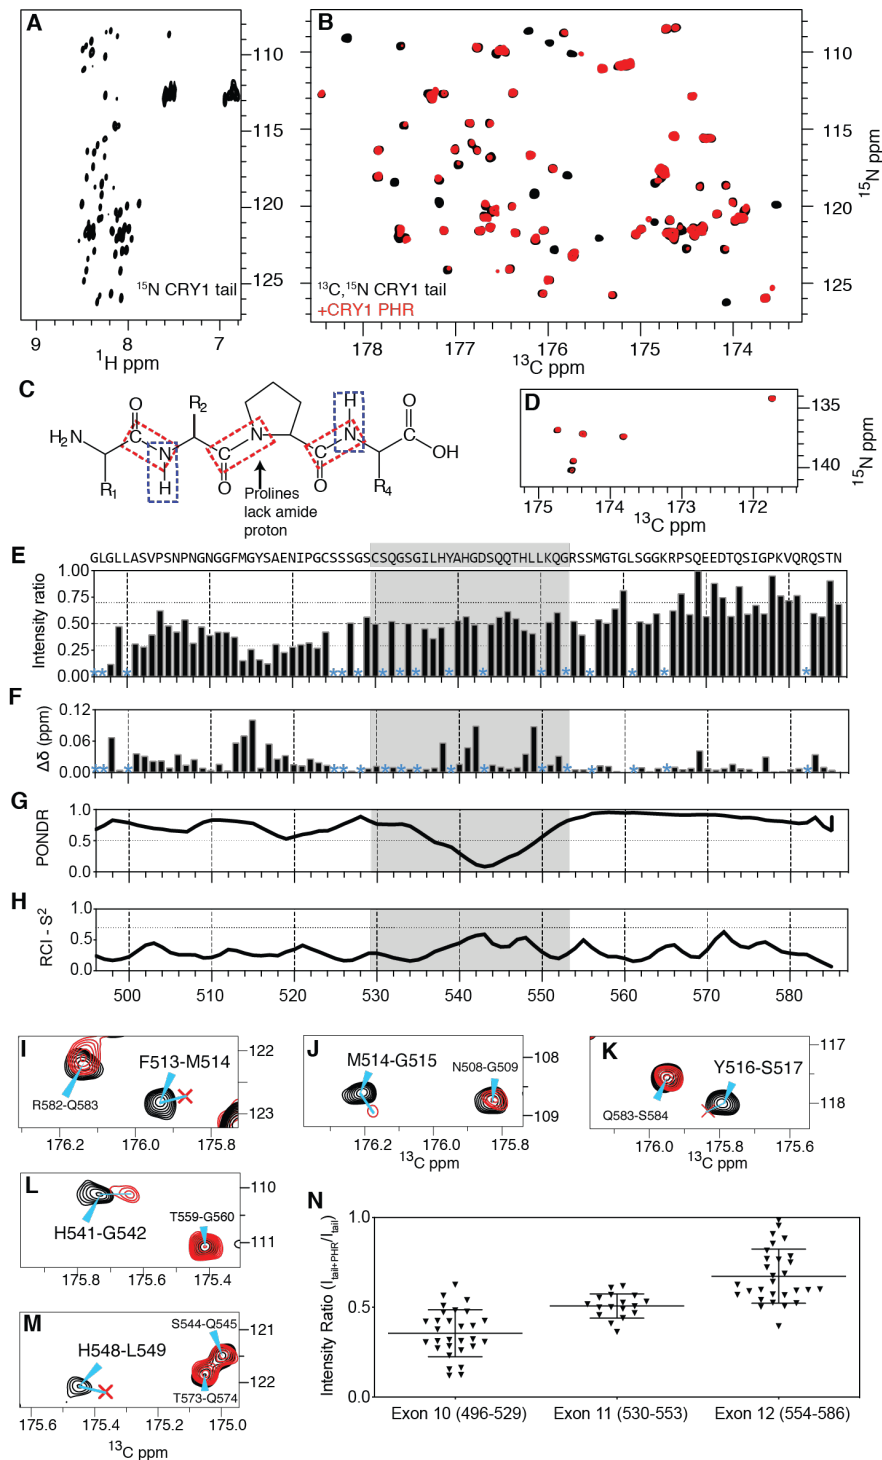 A
110
115
120
125
15N CRY1 tail
9
8
7
1H ppm
B
110
115
120
125
15N ppm
13C,15N CRY1 tail
+CRY1 PHR
178
177
176
175
174
13C ppm
C
H2N
O
R1
N
H
R2
C
O
N
C
O
H
N
R4
O
OH
Prolines
lack amide
proton
D
135
140
15N ppm
175
174
173
172
13C ppm
E
GLGLLASVPSNPNGNGGFMGYSAENIPGCSSSGSCSQGSGILHYAHGDSQQTHLLKQGRSSMGTGLSGGKRPSQEEDTQSIGPKVQRQSTN
Intensity ratio
1.00
0.75
0.50
0.25
0.00
F
Δδ (ppm)
0.12
0.06
0.00
G
PONDR
1.0
0.5
0.0
H
RCI - S2
1.0
0.5
0.0
500
510
520
530
540
550
560
570
580
I
F513-M514
R582-Q583
122
123
176.2
176.0
175.8
J
M514-G515
N508-G509
108
109
176.2
176.0
175.8
13C ppm
K
Y516-S517
Q583-S584
117
118
176.0
175.8
175.6
13C ppm
L
H541-G542
T559-G560
110
111
175.8
175.6
175.4
M
H548-L549
S544-Q545
T573-Q574
121
122
175.6
175.4
175.2
175.0
13C ppm
N
Intensity Ratio (Itail+PHR/Itail)
1.0
0.5
0.0
Exon 10 (496-529)
Exon 11 (530-553)
Exon 12 (554-586)